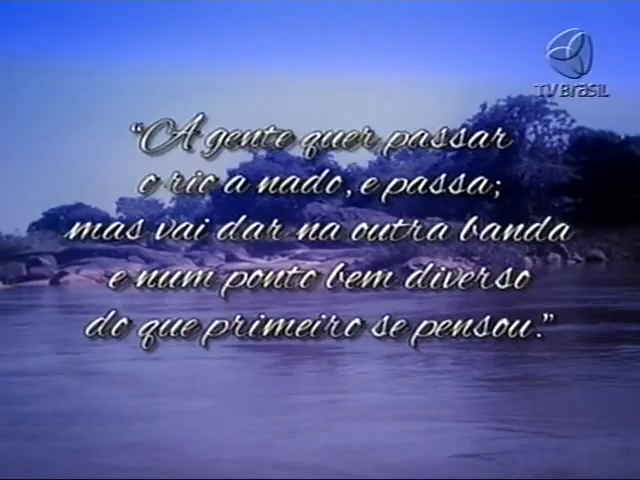 TV BRASIL
“A gente quer passar
o rio a nado, e passa;
mas vai dar na outra banda
e num ponto bem diverso
do que primeiro se pensou.”